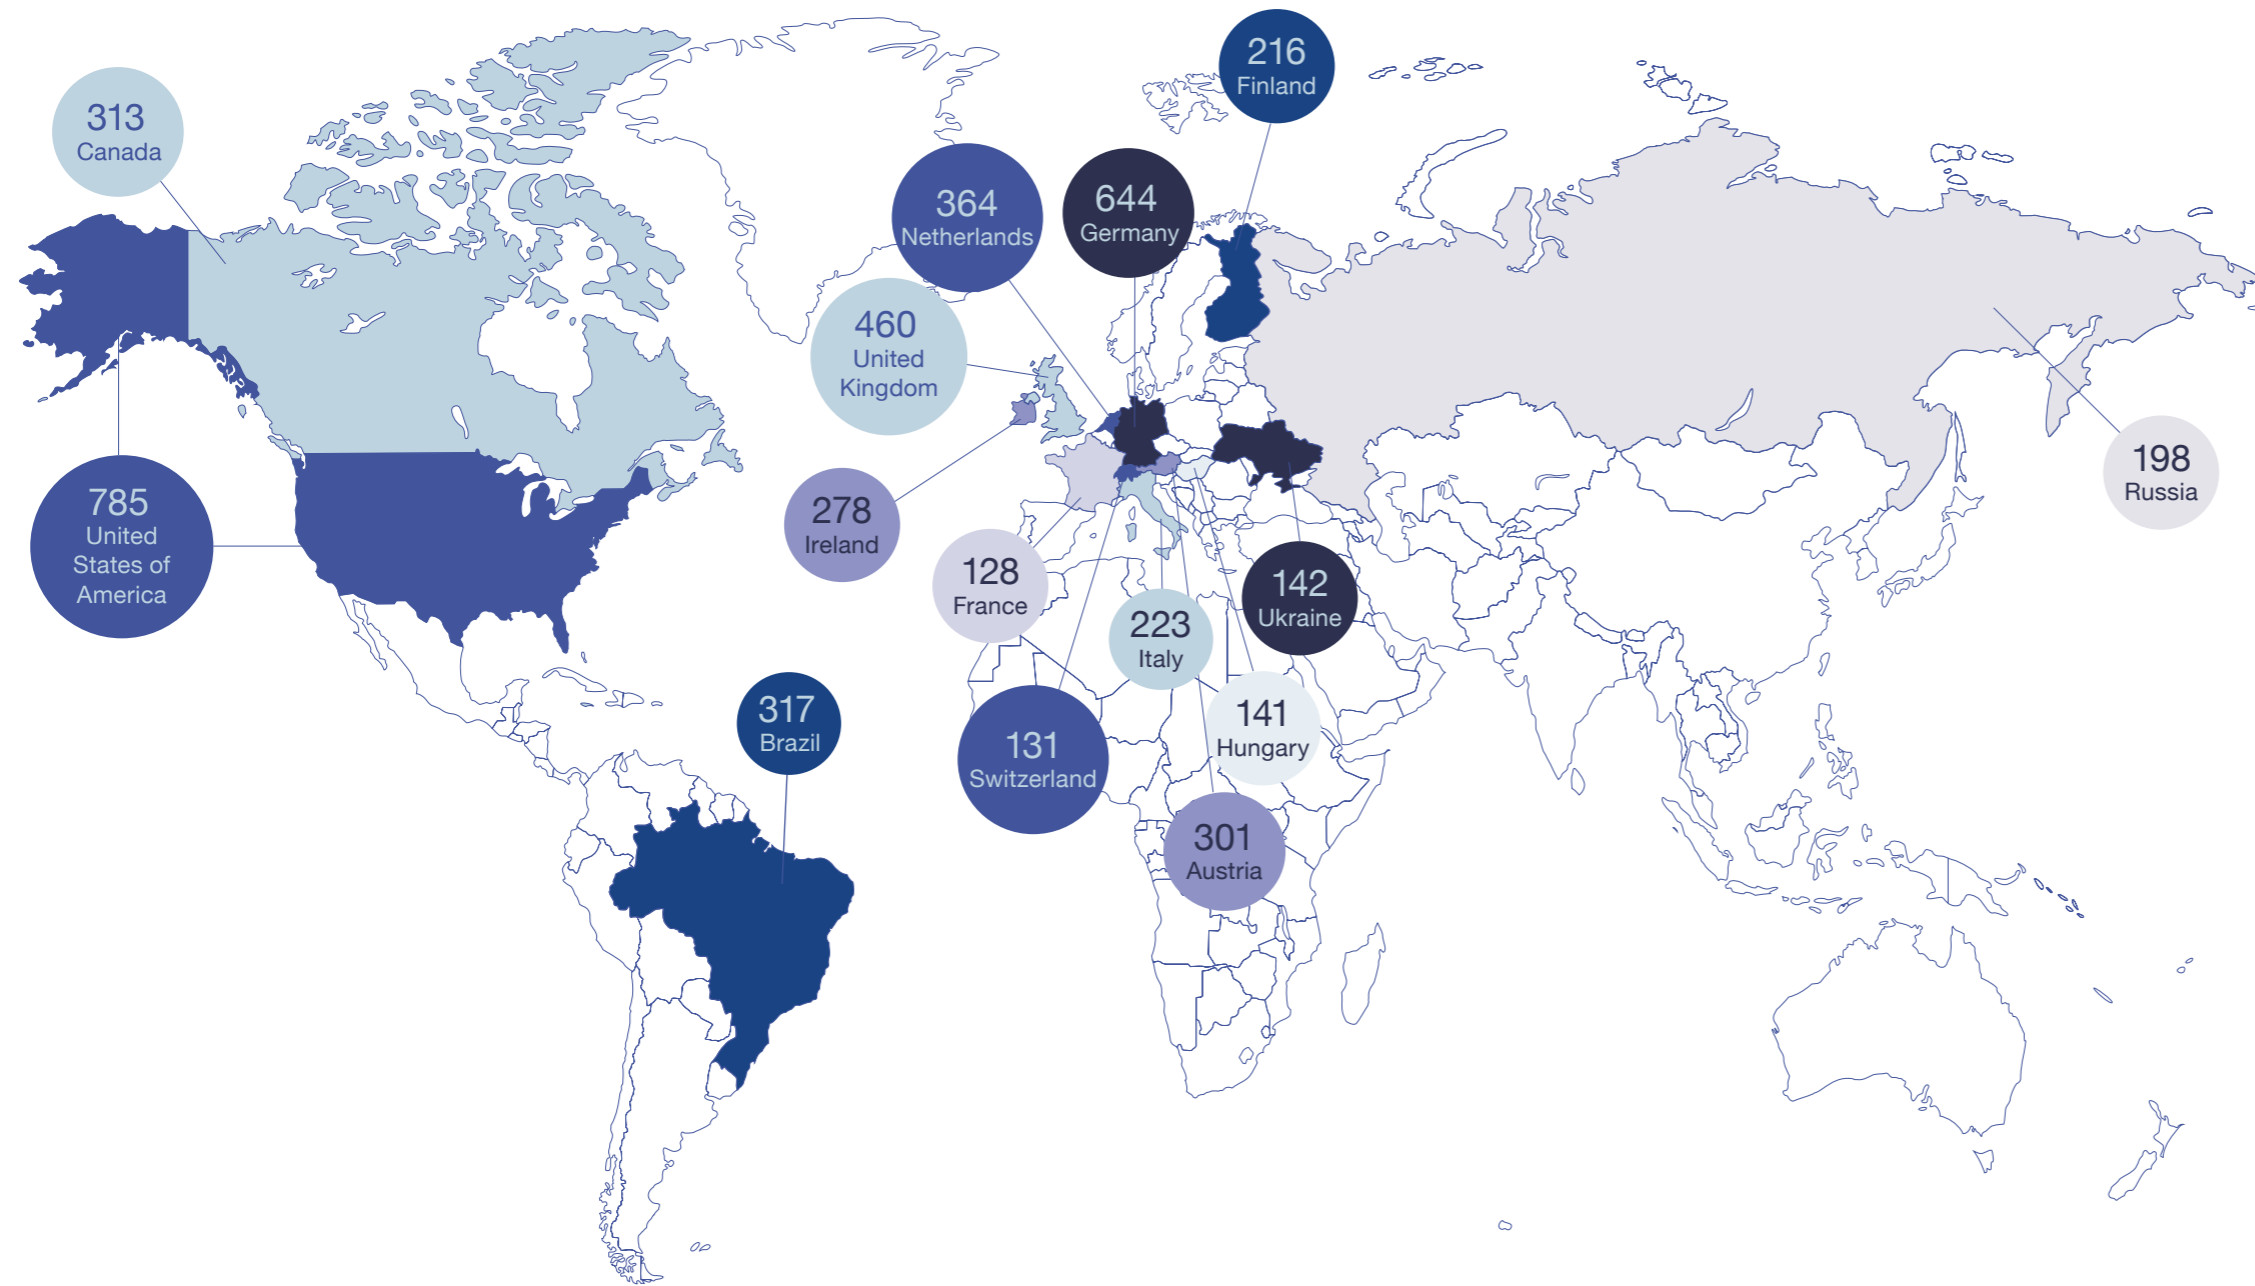 216
Finland
313
Canada
364
Netherlands
644
Germany
460
United
Kingdom
198
Russia
785
United
States of
America
278
Ireland
128
France
142
Ukraine
223
Italy
317
Brazil
141
Hungary
131
Switzerland
301
Austria